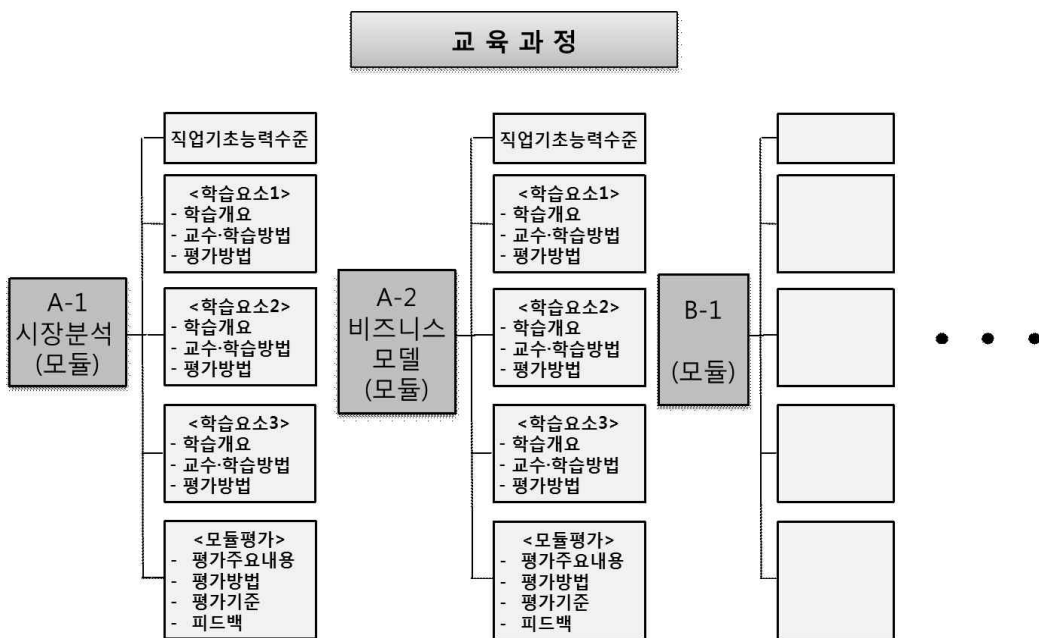 교 육 과 정
A-1
시장분석
(모듈)
직업기초능력수준
<학습요소1>
- 학습개요
- 교수·학습방법
- 평가방법
<학습요소2>
- 학습개요
- 교수·학습방법
- 평가방법
<학습요소3>
- 학습개요
- 교수·학습방법
- 평가방법
<모듈평가>
- 평가주요내용
- 평가방법
- 평가기준
- 피드백
A-2
비즈니스
모델
(모듈)
직업기초능력수준
<학습요소1>
- 학습개요
- 교수·학습방법
- 평가방법
<학습요소2>
- 학습개요
- 교수·학습방법
- 평가방법
<학습요소3>
- 학습개요
- 교수·학습방법
- 평가방법
<모듈평가>
- 평가주요내용
- 평가방법
- 평가기준
- 피드백
B-1
(모듈)
• • •